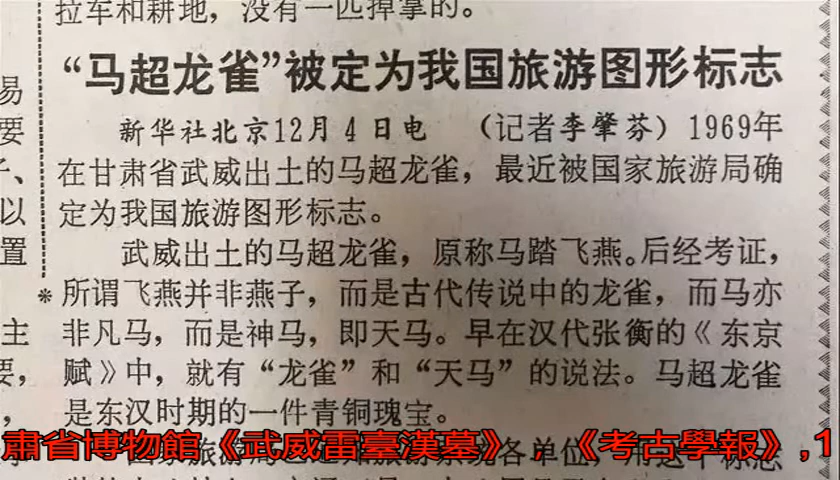 拉车和耕地，没有一匹掉掌的。
“马超龙雀”被定为我国旅游图形标志
新华社北京12月4日电 （记者李肇芬）1969年
在甘肃省武威出土的马超龙雀，最近被国家旅游局确
定为我国旅游图形标志。
武威出土的马超龙雀，原称马踏飞燕。后经考证，
所谓飞燕并非燕子，而是古代传说中的龙雀，而马亦
非凡马，而是神马，即天马。早在汉代张衡的《东京
赋》中，就有“龙雀”和“天马”的说法。马超龙雀
是东汉时期的一件青铜瑰宝。
肅省博物館《武威雷臺漢墓》，《考古學報》,1
易
要
以
置
主
要，